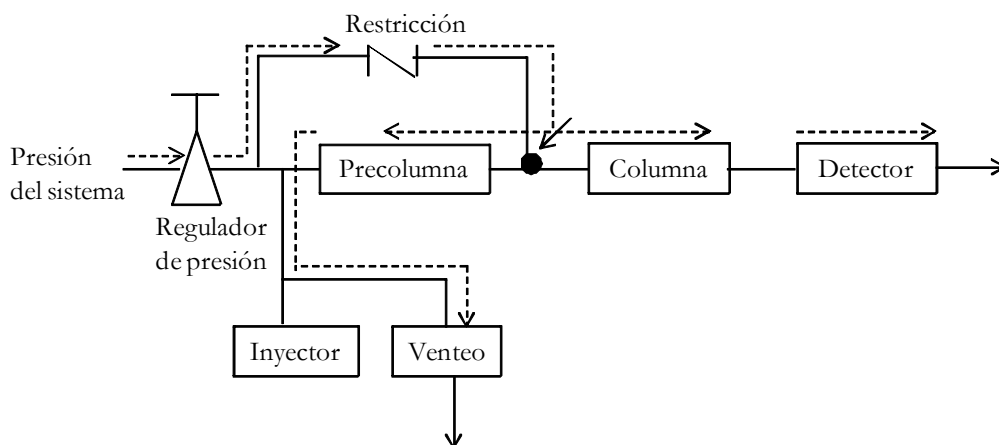 Restricción
Presión
del sistema
Precolumna
Columna
Detector
Regulador
de presión
Inyector
Venteo